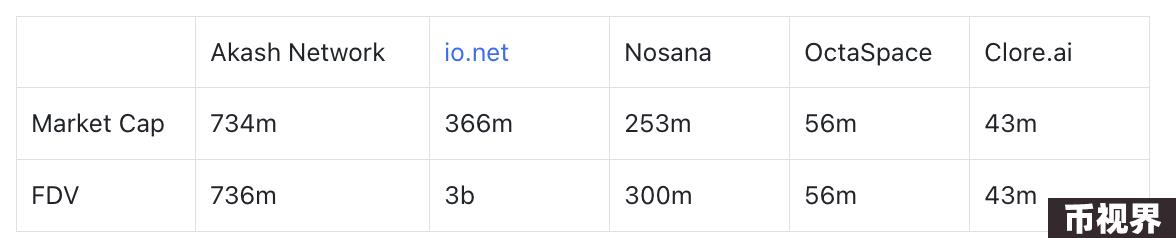 Akash Network io.net Nosana OctaSpace Clore.ai
Market Cap 734m 366m 253m 56m 43m
FDV 736m 3b 300m 56m 43m
币视界